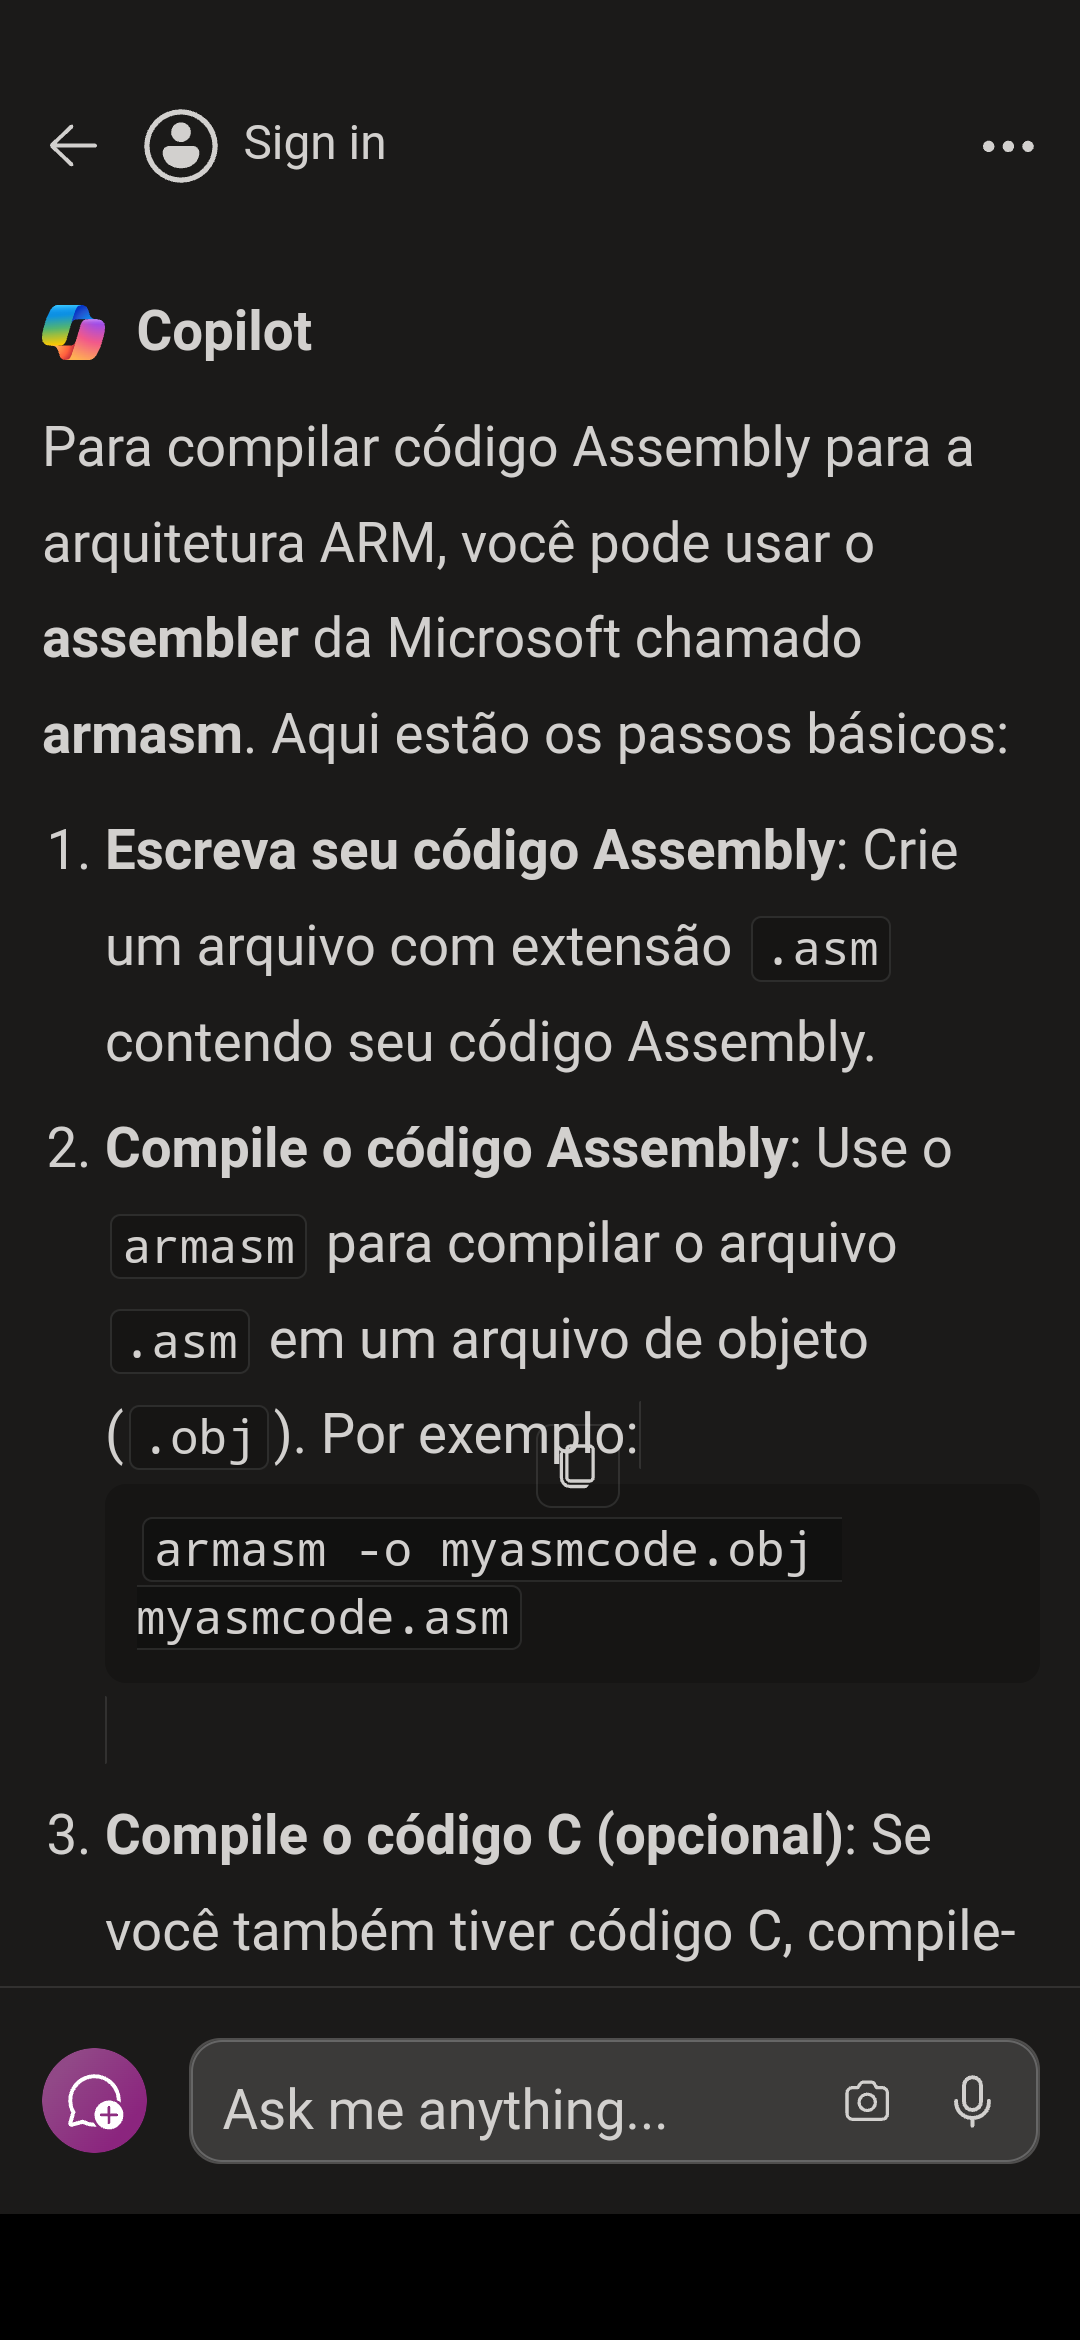 Sign in
Copilot
Para compilar código Assembly para a
arquitetura ARM, você pode usar o
assembler da Microsoft chamado
armasm. Aqui estão os passos básicos:
1. Escreva seu código Assembly: Crie
um arquivo com extensão .asm
contendo seu código Assembly.
2. Compile o código Assembly: Use o
armasm para compilar o arquivo
.asm em um arquivo de objeto
(.obj). Por exemplo:
armasm -o myasmcode.obj
myasmcode.asm
3. Compile o código C (opcional): Se
você também tiver código C, compile-
Ask me anything...